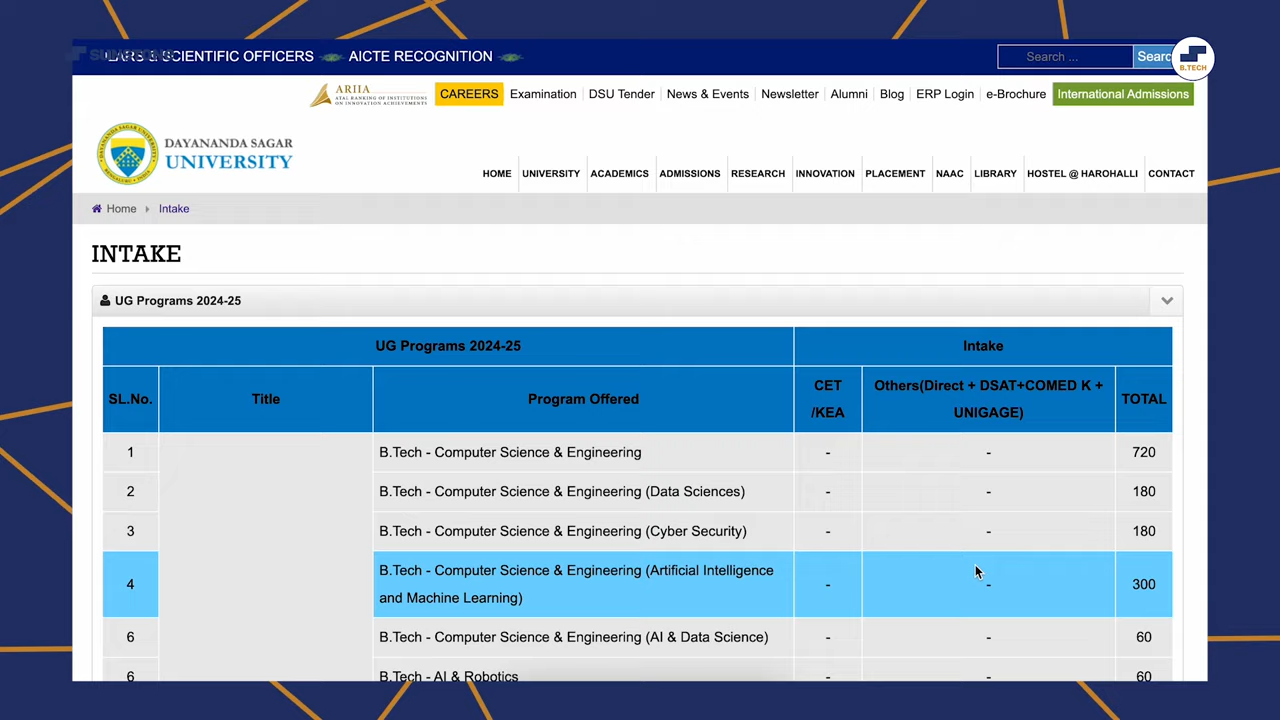 SCIENTIFIC OFFICERS AICTE RECOGNITION
Search ... Searc
B.TECH
ARIIA
ATAL RANKING OF INSTITUTIONS
ON INNOVATION ACHIEVEMENTS
CAREERS Examination DSU Tender News & Events Newsletter Alumni Blog ERP Login e-Brochure International Admissions
DAYANANDA SAGAR
UNIVERSITY
HOME UNIVERSITY ACADEMICS ADMISSIONS RESEARCH INNOVATION PLACEMENT NAAC LIBRARY HOSTEL @ HAROHALLI CONTACT
Home Intake
INTAKE
UG Programs 2024-25
UG Programs 2024-25 Intake
SL.No. Title Program Offered CET /KEA Others(Direct + DSAT+COMED K + UNIGAGE) TOTAL
1 B.Tech - Computer Science & Engineering - - 720
2 B.Tech - Computer Science & Engineering (Data Sciences) - - 180
3 B.Tech - Computer Science & Engineering (Cyber Security) - - 180
4 B.Tech - Computer Science & Engineering (Artificial Intelligence and Machine Learning) - - 300
6 B.Tech - Computer Science & Engineering (AI & Data Science) - - 60
6 B.Tech - AI & Robotics - - 60